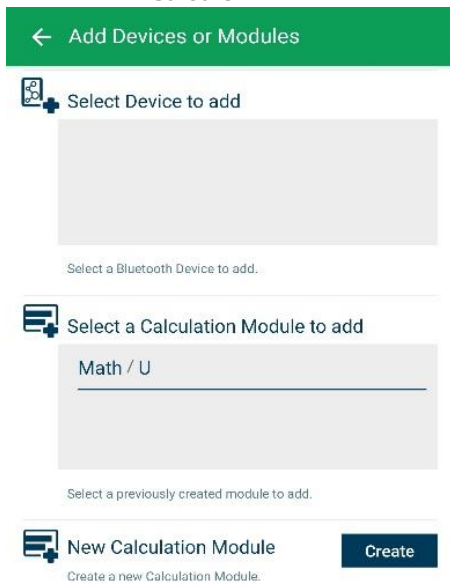 Add Devices or Modules
Select Device to add
Select a Bluetooth Device to add.
Select a Calculation Module to add
Math / U
Select a previously created module to add.
New Calculation Module
Create
Create a new Calculation Module.